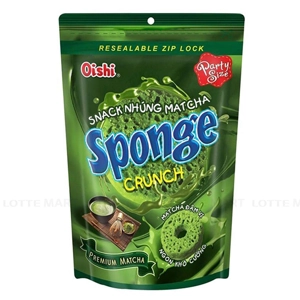 RESEALABLE ZIP LOCK
Oishi
Party
Size
SNACK NHÚNG MATCHA
Sponge
CRUNCH
MATCHA ĐẬM VỊ
NGON KHÓ CƯỠNG
PREMIUM MATCHA
LOTTE MART